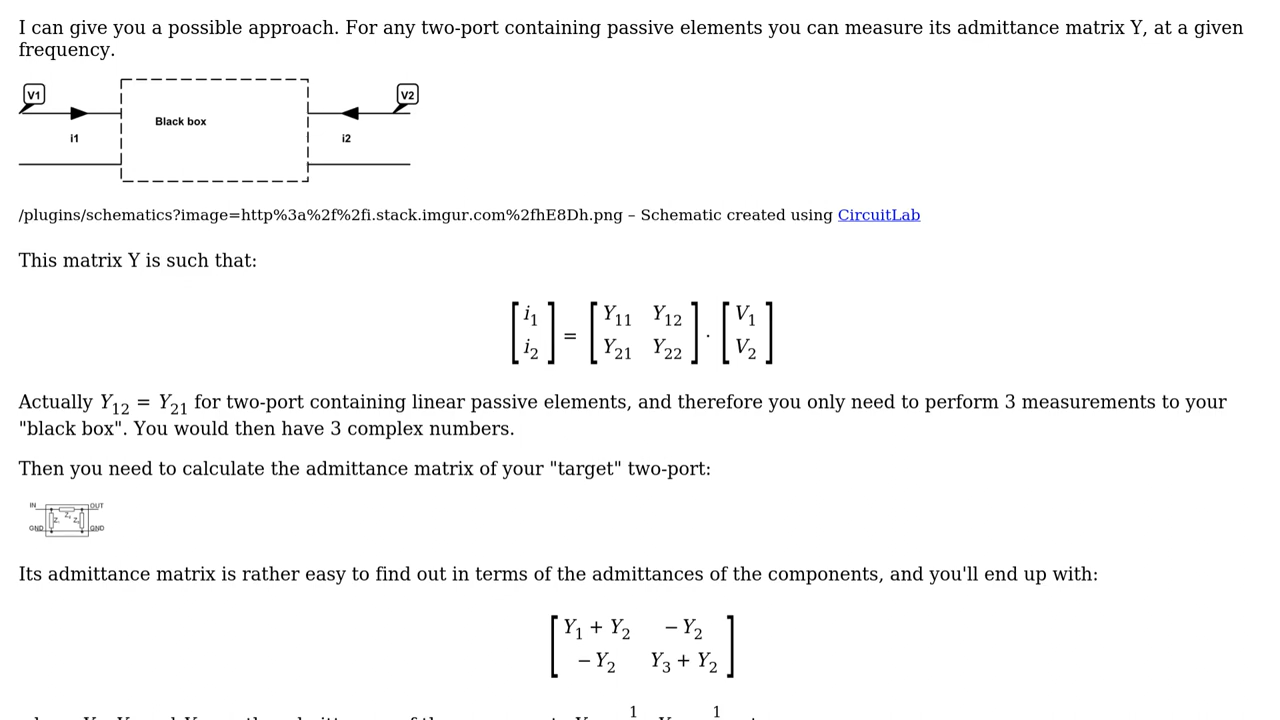 I can give you a possible approach. For any two-port containing passive elements you can measure its admittance matrix Y, at a given
frequency.
V1
V2
Black box
i1
i2
/plugins/schematics?image=http%3a%2f%2fi.stack.imgur.com%2fhE8Dh.png – Schematic created using CircuitLab
This matrix Y is such that:
[i₁ = [Y₁₁ Y₁₂ · [V₁
i₂] Y₂₁ Y₂₂] V₂]
Actually Y₁₂ = Y₂₁ for two-port containing linear passive elements, and therefore you only need to perform 3 measurements to your
"black box". You would then have 3 complex numbers.
Then you need to calculate the admittance matrix of your "target" two-port:
IN OUT
GND GND
Its admittance matrix is rather easy to find out in terms of the admittances of the components, and you'll end up with:
[Y₁ + Y₂ − Y₂
− Y₂ Y₃ + Y₂]